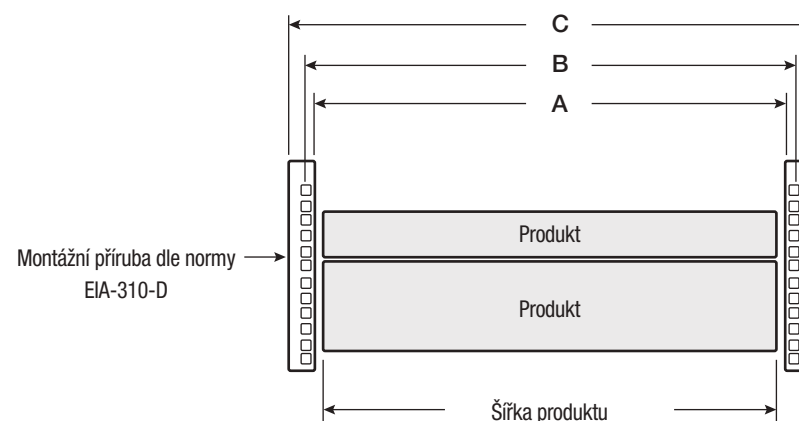 C
B
A
Produkt
Montážní příruba dle normy
EIA-310-D
Produkt
Šířka produktu